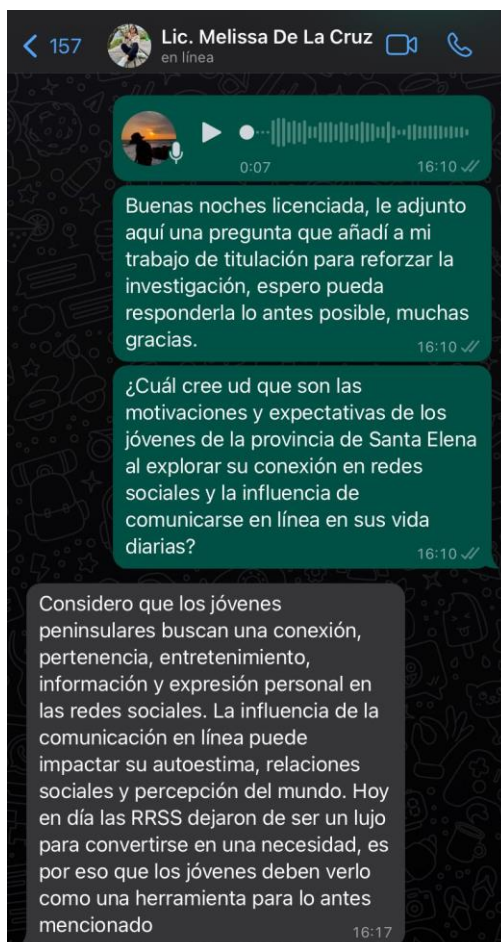 157
Lic. Melissa De La Cruz
en línea
0:07
16:10
Buenas noches licenciada, le adjunto
aquí una pregunta que añadí a mi
trabajo de titulación para reforzar la
investigación, espero pueda
responderla lo antes posible, muchas
gracias.
16:10
¿Cuál cree ud que son las
motivaciones y expectativas de los
jóvenes de la provincia de Santa Elena
al explorar su conexión en redes
sociales y la influencia de
comunicarse en línea en sus vida
diarias?
16:10
Considero que los jóvenes
peninsulares buscan una conexión,
pertenencia, entretenimiento,
información y expresión personal en
las redes sociales. La influencia de la
comunicación en línea puede
impactar su autoestima, relaciones
sociales y percepción del mundo. Hoy
en día las RRSS dejaron de ser un lujo
para convertirse en una necesidad, es
por eso que los jóvenes deben verlo
como una herramienta para lo antes
mencionado
16:17